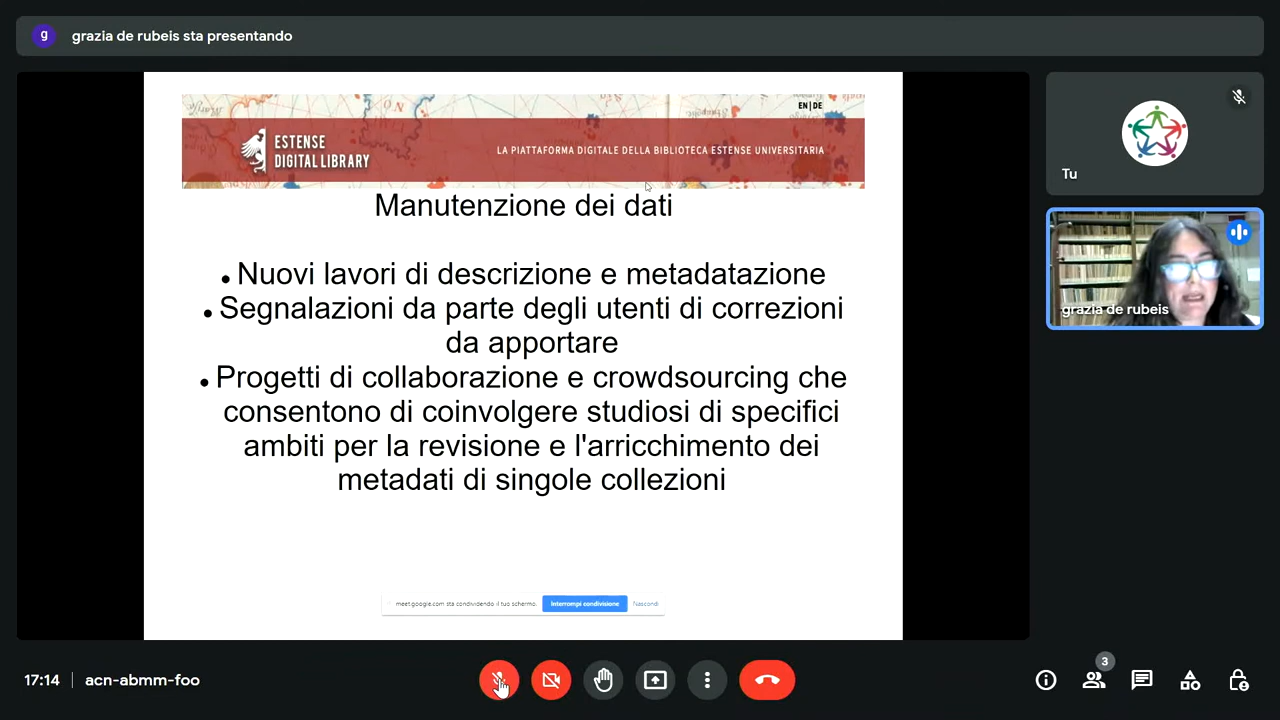 g
grazia de rubeis sta presentando
EN|DE
ESTENSE
DIGITAL LIBRARY
LA PIATTAFORMA DIGITALE DELLA BIBLIOTECA ESTENSE UNIVERSITARIA
Manutenzione dei dati
• Nuovi lavori di descrizione e metadatazione
• Segnalazioni da parte degli utenti di correzioni
da apportare
• Progetti di collaborazione e crowdsourcing che
consentono di coinvolgere studiosi di specifici
ambiti per la revisione e l'arricchimento dei
metadati di singole collezioni
meet.google.com sta condividendo il tuo schermo.
Interrompi condivisione
Nascondi
Tu
grazia de rubeis
17:14
acn-abmm-foo
3